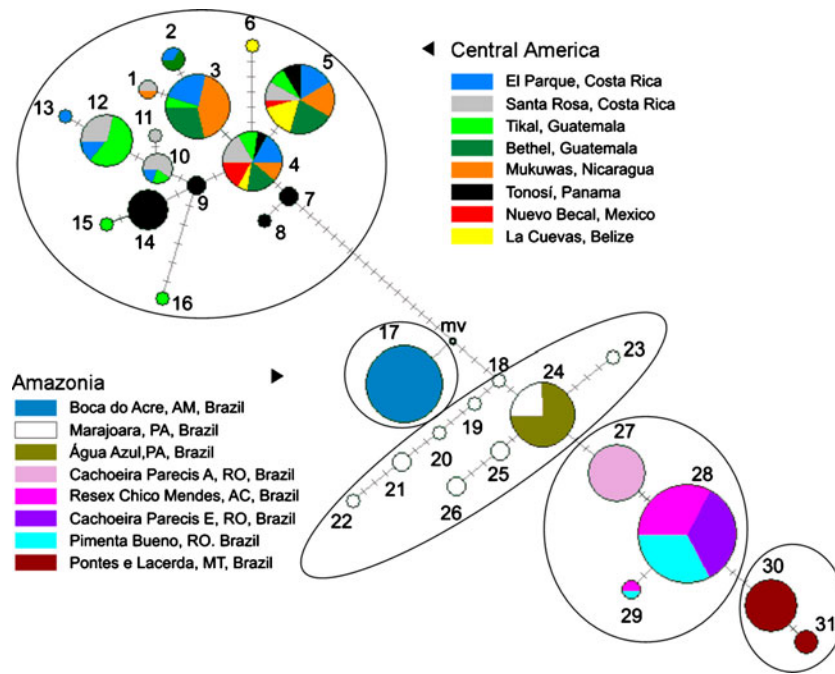 2
6
1
3
5
13
12
11
10
4
9
7
8
14
15
16
Central America
El Parque, Costa Rica
Santa Rosa, Costa Rica
Tikal, Guatemala
Bethel, Guatemala
Mukuwas, Nicaragua
Tonosí, Panama
Nuevo Becal, Mexico
La Cuevas, Belize
17
mv
18
24
23
19
20
21
22
25
26
27
28
29
30
31
Amazonia
Boca do Acre, AM, Brazil
Marajoara, PA, Brazil
Água Azul,PA, Brazil
Cachoeira Parecis A, RO, Brazil
Resex Chico Mendes, AC, Brazil
Cachoeira Parecis E, RO, Brazil
Pimenta Bueno, RO. Brazil
Pontes e Lacerda, MT, Brazil